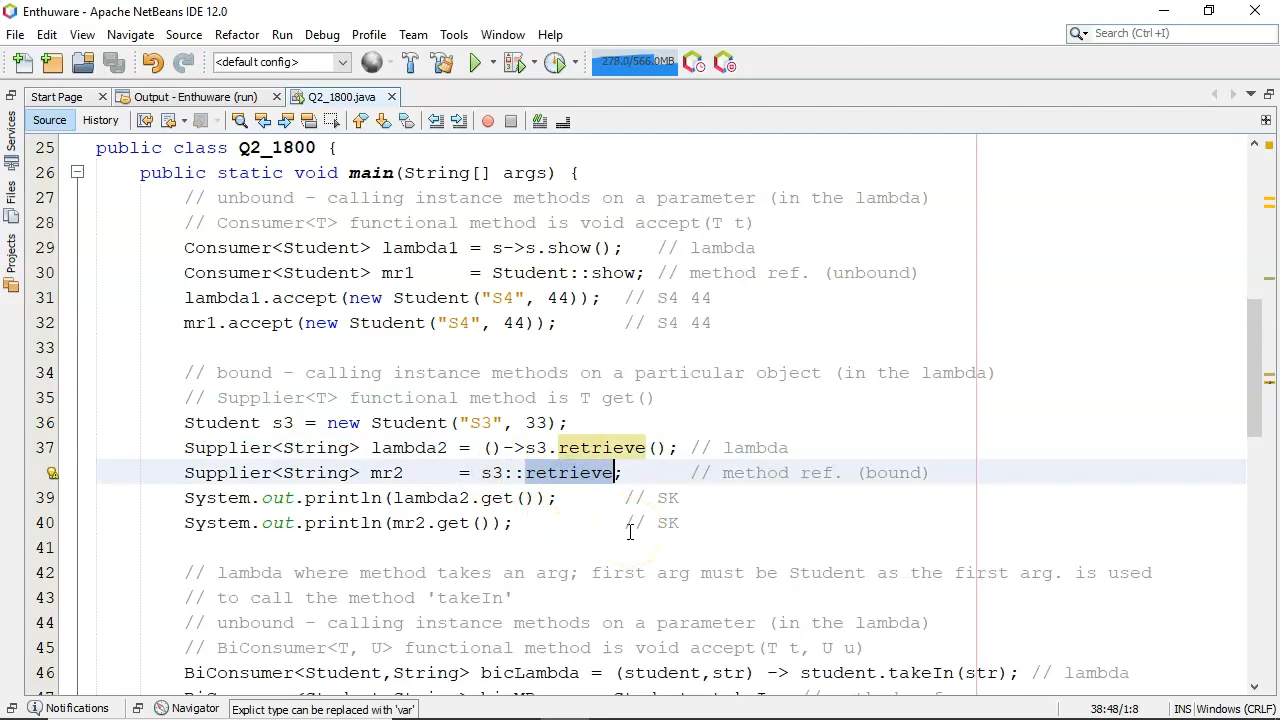 Enthuware - Apache NetBeans IDE 12.0
File Edit View Navigate Source Refactor Run Debug Profile Team Tools Window Help
Search (Ctrl+I)
<default config>
278.0/566.0MB
Start Page
Output - Enthuware (run)
Q2_1800.java
Services
Files
Projects
Source History
25 public class Q2_1800 {
26 public static void main(String[] args) {
27 // unbound - calling instance methods on a parameter (in the lambda)
28 // Consumer<T> functional method is void accept(T t)
29 Consumer<Student> lambda1 = s->s.show(); // lambda
30 Consumer<Student> mr1 = Student::show; // method ref. (unbound)
31 lambda1.accept(new Student("S4", 44)); // S4 44
32 mr1.accept(new Student("S4", 44)); // S4 44
33
34 // bound - calling instance methods on a particular object (in the lambda)
35 // Supplier<T> functional method is T get()
36 Student s3 = new Student("S3", 33);
37 Supplier<String> lambda2 = ()->s3.retrieve(); // lambda
Supplier<String> mr2 = s3::retrieve; // method ref. (bound)
39 System.out.println(lambda2.get()); // SK
40 System.out.println(mr2.get()); // SK
41
42 // lambda where method takes an arg; first arg must be Student as the first arg. is used
43 // to call the method 'takeIn'
44 // unbound - calling instance methods on a parameter (in the lambda)
45 // BiConsumer<T, U> functional method is void accept(T t, U u)
46 BiConsumer<Student,String> bicLambda = (student,str) -> student.takeIn(str); // lambda
Notifications
Navigator
Explicit type can be replaced with 'var'
38:48/1:8
INS
Windows (CRLF)